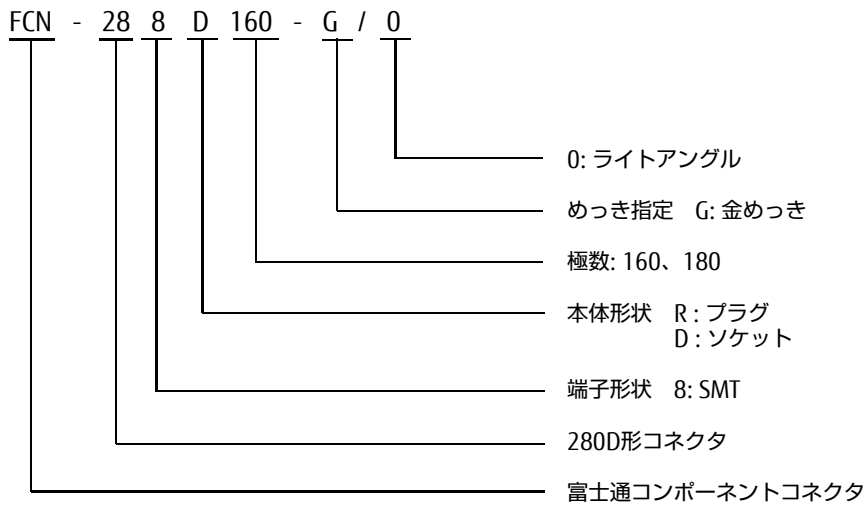 FCN - 28 8 D 160 - G / 0
0: ライトアングル
めっき指定 G: 金めっき
極数: 160、180
本体形状 R : プラグ
D : ソケット
端子形状 8: SMT
280D形コネクタ
富士通コンポーネントコネクタ